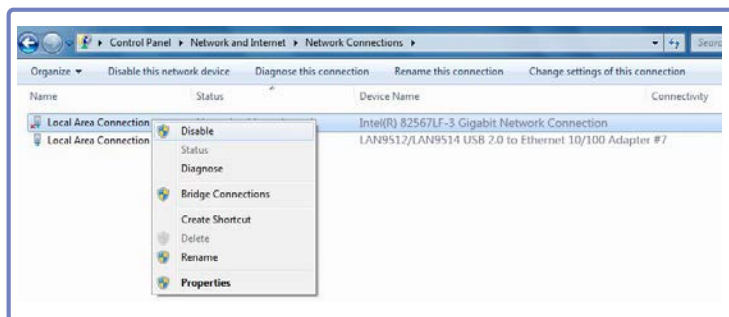 Control Panel ▸ Network and Internet ▸ Network Connections ▸
Organize ▾ Disable this network device Diagnose this connection Rename this connection Change settings of this connection
Name Status Device Name Connectivity
Local Area Connection Intel(R) 82567LF-3 Gigabit Network Connection
Local Area Connection LAN9512/LAN9514 USB 2.0 to Ethernet 10/100 Adapter #7
Disable
Status
Diagnose
Bridge Connections
Create Shortcut
Delete
Rename
Properties